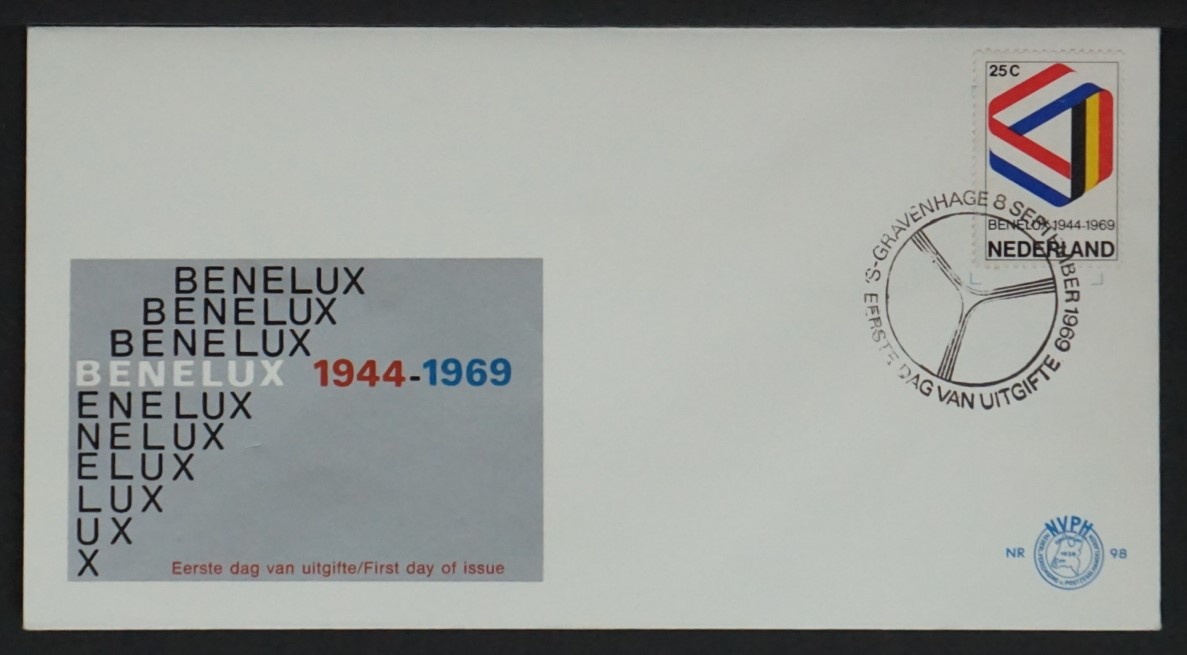 25 C
BENELUX 1944-1969
NEDERLAND
'S-GRAVENHAGE 8 SEPTEMBER 1969
EERSTE DAG VAN UITGIFTE
BENELUX
BENELUX
BENELUX
BENELUX 1944-1969
ENELUX
NELUX
ELUX
LUX
UX
X
Eerste dag van uitgifte/First day of issue
NVPH
NR 98